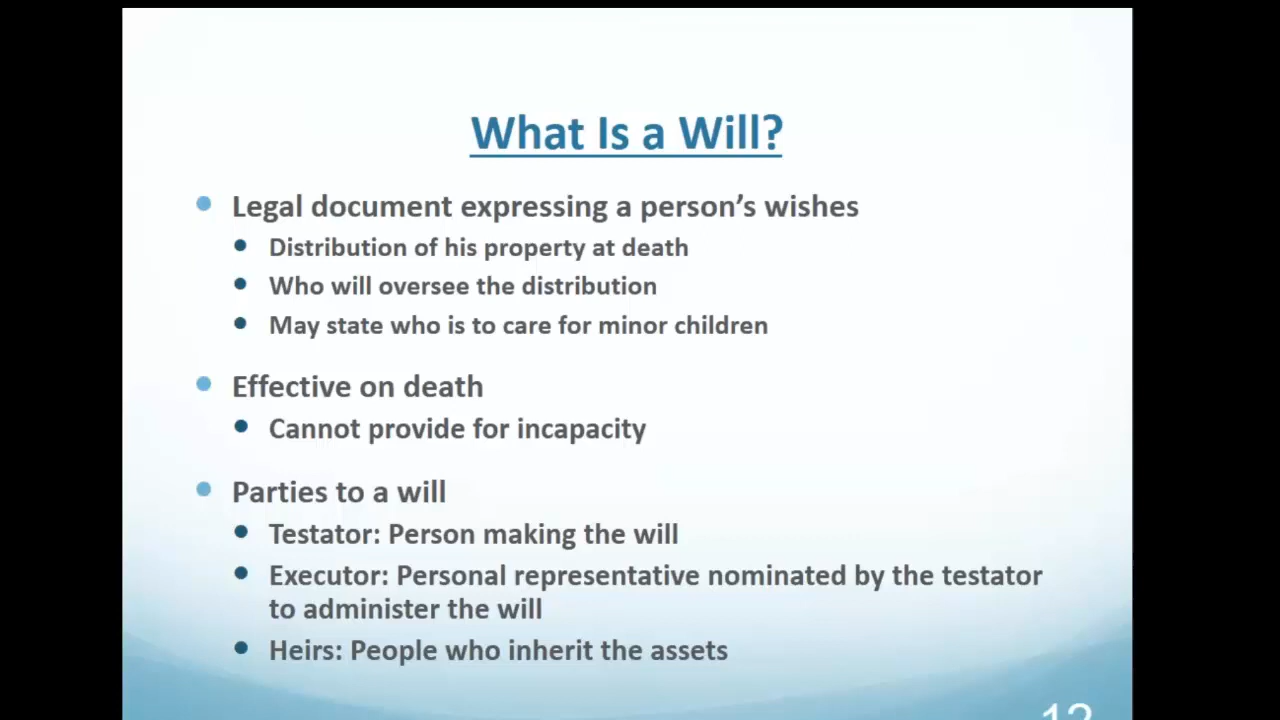 What Is a Will?
Legal document expressing a person’s wishes
Distribution of his property at death
Who will oversee the distribution
May state who is to care for minor children
Effective on death
Cannot provide for incapacity
Parties to a will
Testator: Person making the will
Executor: Personal representative nominated by the testator
to administer the will
Heirs: People who inherit the assets